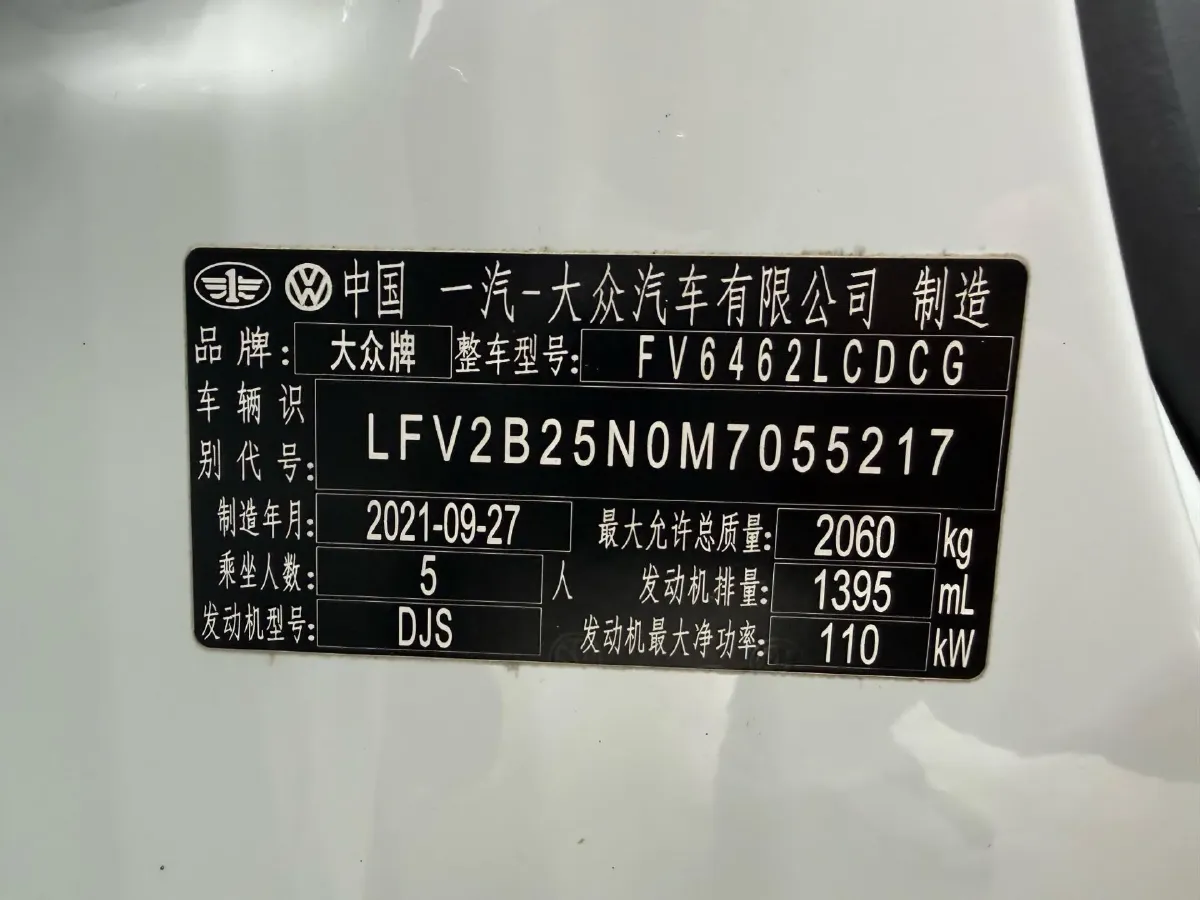 中国 一汽-大众汽车有限公司 制造
品牌: 大众牌 整车型号: FV6462LCDCG
车辆识
别代号: LFV2B25N0M7055217
制造年月: 2021-09-27 最大允许总质量: 2060 kg
乘坐人数: 5 人 发动机排量: 1395 mL
发动机型号: DJS 发动机最大净功率: 110 kW